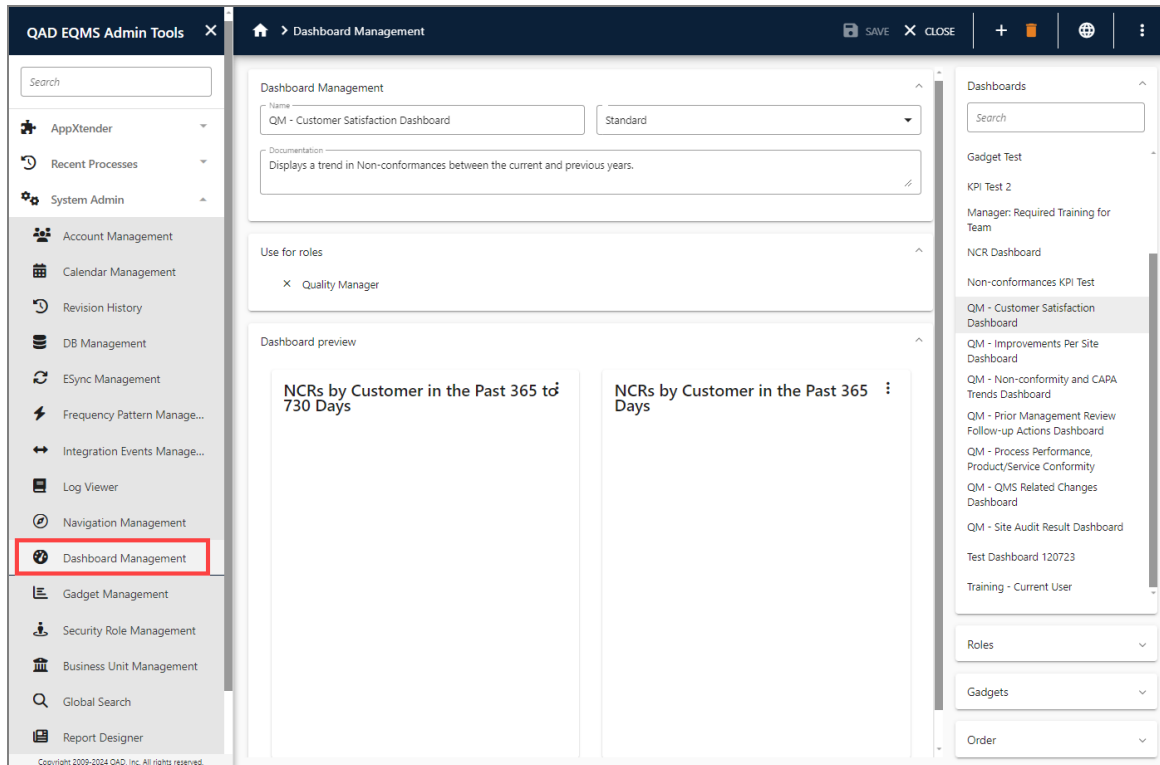 QAD EQMS Admin Tools
Dashboard Management
SAVE
CLOSE
Search
AppXtender
Recent Processes
System Admin
Account Management
Calendar Management
Revision History
DB Management
ESync Management
Frequency Pattern Manage...
Integration Events Manage...
Log Viewer
Navigation Management
Dashboard Management
Gadget Management
Security Role Management
Business Unit Management
Global Search
Report Designer
Copyright 2009-2024 QAD, Inc. All rights reserved.
Dashboard Management
Name
QM - Customer Satisfaction Dashboard
Standard
Documentation
Displays a trend in Non-conformances between the current and previous years.
Use for roles
Quality Manager
Dashboard preview
NCRs by Customer in the Past 365 to
730 Days
NCRs by Customer in the Past 365
Days
Dashboards
Search
Gadget Test
KPI Test 2
Manager: Required Training for
Team
NCR Dashboard
Non-conformances KPI Test
QM - Customer Satisfaction
Dashboard
QM - Improvements Per Site
Dashboard
QM - Non-conformity and CAPA
Trends Dashboard
QM - Prior Management Review
Follow-up Actions Dashboard
QM - Process Performance,
Product/Service Conformity
QM - QMS Related Changes
Dashboard
QM - Site Audit Result Dashboard
Test Dashboard 120723
Training - Current User
Roles
Gadgets
Order